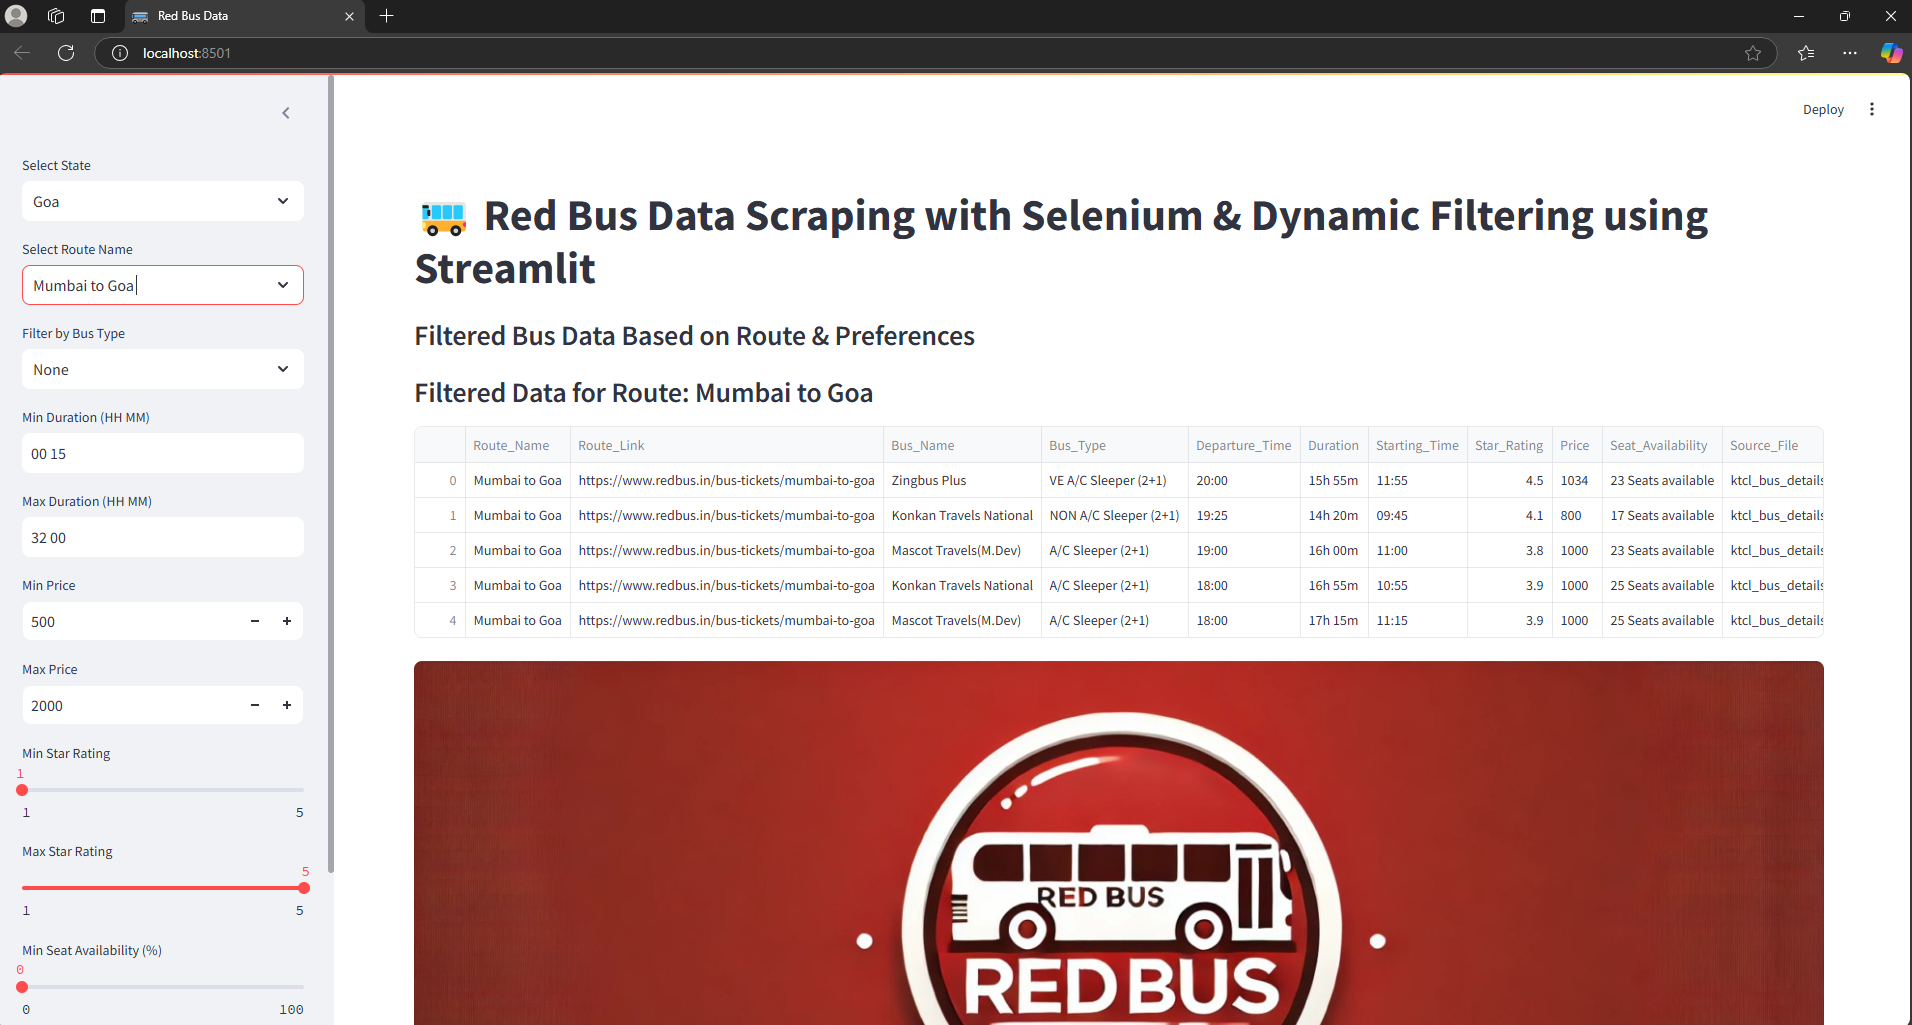 Red Bus Data
localhost:8501
Deploy
Select State
Goa
Select Route Name
Mumbai to Goa
Filter by Bus Type
None
Min Duration (HH MM)
00 15
Max Duration (HH MM)
32 00
Min Price
500
Max Price
2000
Min Star Rating
1
1 5
Max Star Rating
5
1 5
Min Seat Availability (%)
0
0 100
Red Bus Data Scraping with Selenium & Dynamic Filtering using
Streamlit
Filtered Bus Data Based on Route & Preferences
Filtered Data for Route: Mumbai to Goa
Route_Name Route_Link Bus_Name Bus_Type Departure_Time Duration Starting_Time Star_Rating Price Seat_Availability Source_File
0 Mumbai to Goa https://www.redbus.in/bus-tickets/mumbai-to-goa Zingbus Plus VE A/C Sleeper (2+1) 20:00 15h 55m 11:55 4.5 1034 23 Seats available ktcl_bus_details
1 Mumbai to Goa https://www.redbus.in/bus-tickets/mumbai-to-goa Konkan Travels National NON A/C Sleeper (2+1) 19:25 14h 20m 09:45 4.1 800 17 Seats available ktcl_bus_details
2 Mumbai to Goa https://www.redbus.in/bus-tickets/mumbai-to-goa Mascot Travels(M.Dev) A/C Sleeper (2+1) 19:00 16h 00m 11:00 3.8 1000 23 Seats available ktcl_bus_details
3 Mumbai to Goa https://www.redbus.in/bus-tickets/mumbai-to-goa Konkan Travels National A/C Sleeper (2+1) 18:00 16h 55m 10:55 3.9 1000 25 Seats available ktcl_bus_details
4 Mumbai to Goa https://www.redbus.in/bus-tickets/mumbai-to-goa Mascot Travels(M.Dev) A/C Sleeper (2+1) 18:00 17h 15m 11:15 3.9 1000 25 Seats available ktcl_bus_details
RED BUS
RED BUS